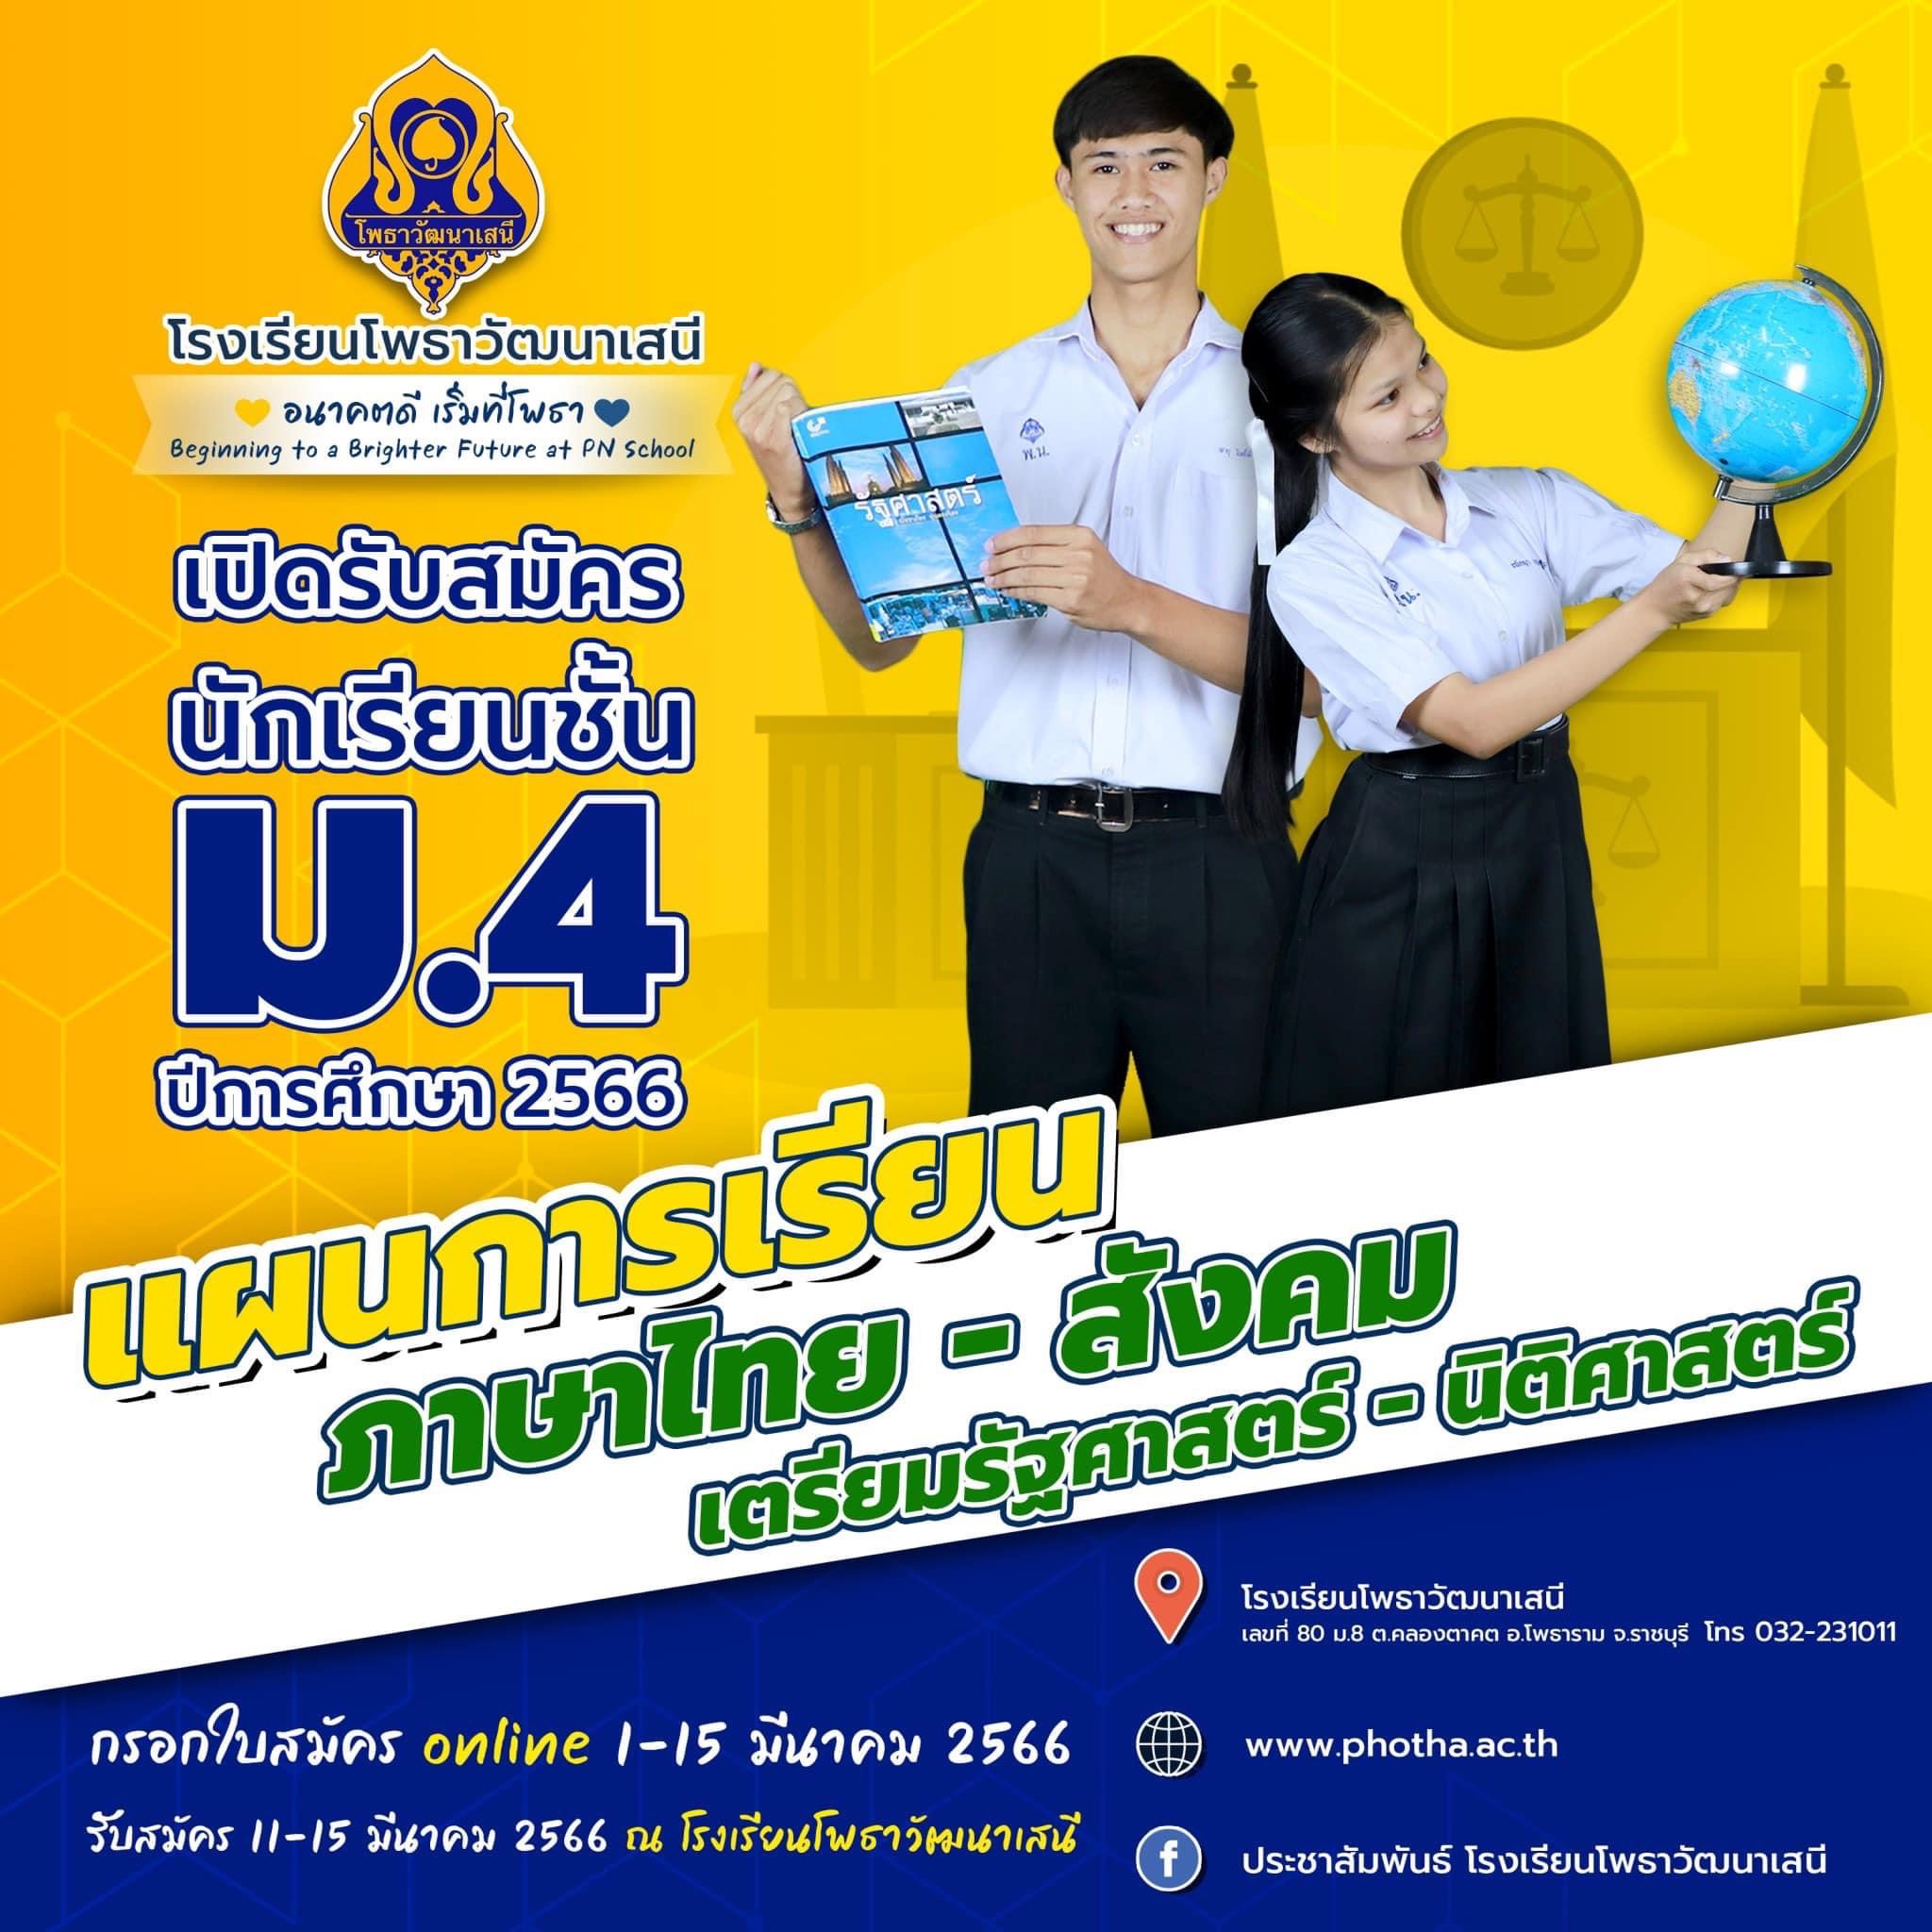 โพธาวัฒนาเสนี
โรงเรียนโพธาวัฒนาเสนี
อนาคตดี เริ่มที่โพธา
Beginning to a Brighter Future at PN School
เปิดรับสมัคร
นักเรียนชั้น
ม.4
ปีการศึกษา 2566
พ.น.
รัฐศาสตร์
แผนการเรียน
ภาษาไทย - สังคม
เตรียมรัฐศาสตร์ - นิติศาสตร์
โรงเรียนโพธาวัฒนาเสนี
เลขที่ 80 ม.8 ต.คลองตาคต อ.โพธาราม จ.ราชบุรี โทร 032-231011
กรอกใบสมัคร online 1-15 มีนาคม 2566
www.photha.ac.th
รับสมัคร 11-15 มีนาคม 2566 ณ โรงเรียนโพธาวัฒนาเสนี
ประชาสัมพันธ์ โรงเรียนโพธาวัฒนาเสนี